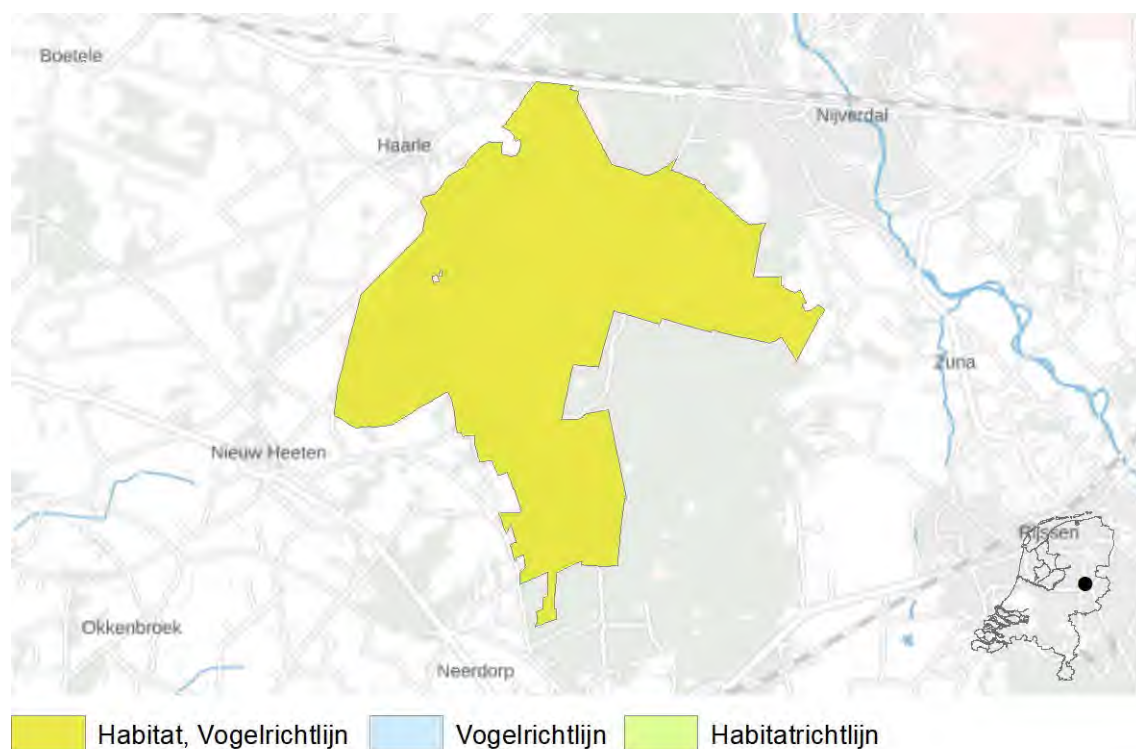 Boetele
Haarle
Nijverdal
Zuna
Nieuw Heeten
Rijssen
Okkenbroek
Neerdorp
Habitat, Vogelrichtlijn
Vogelrichtlijn
Habitatrichtlijn